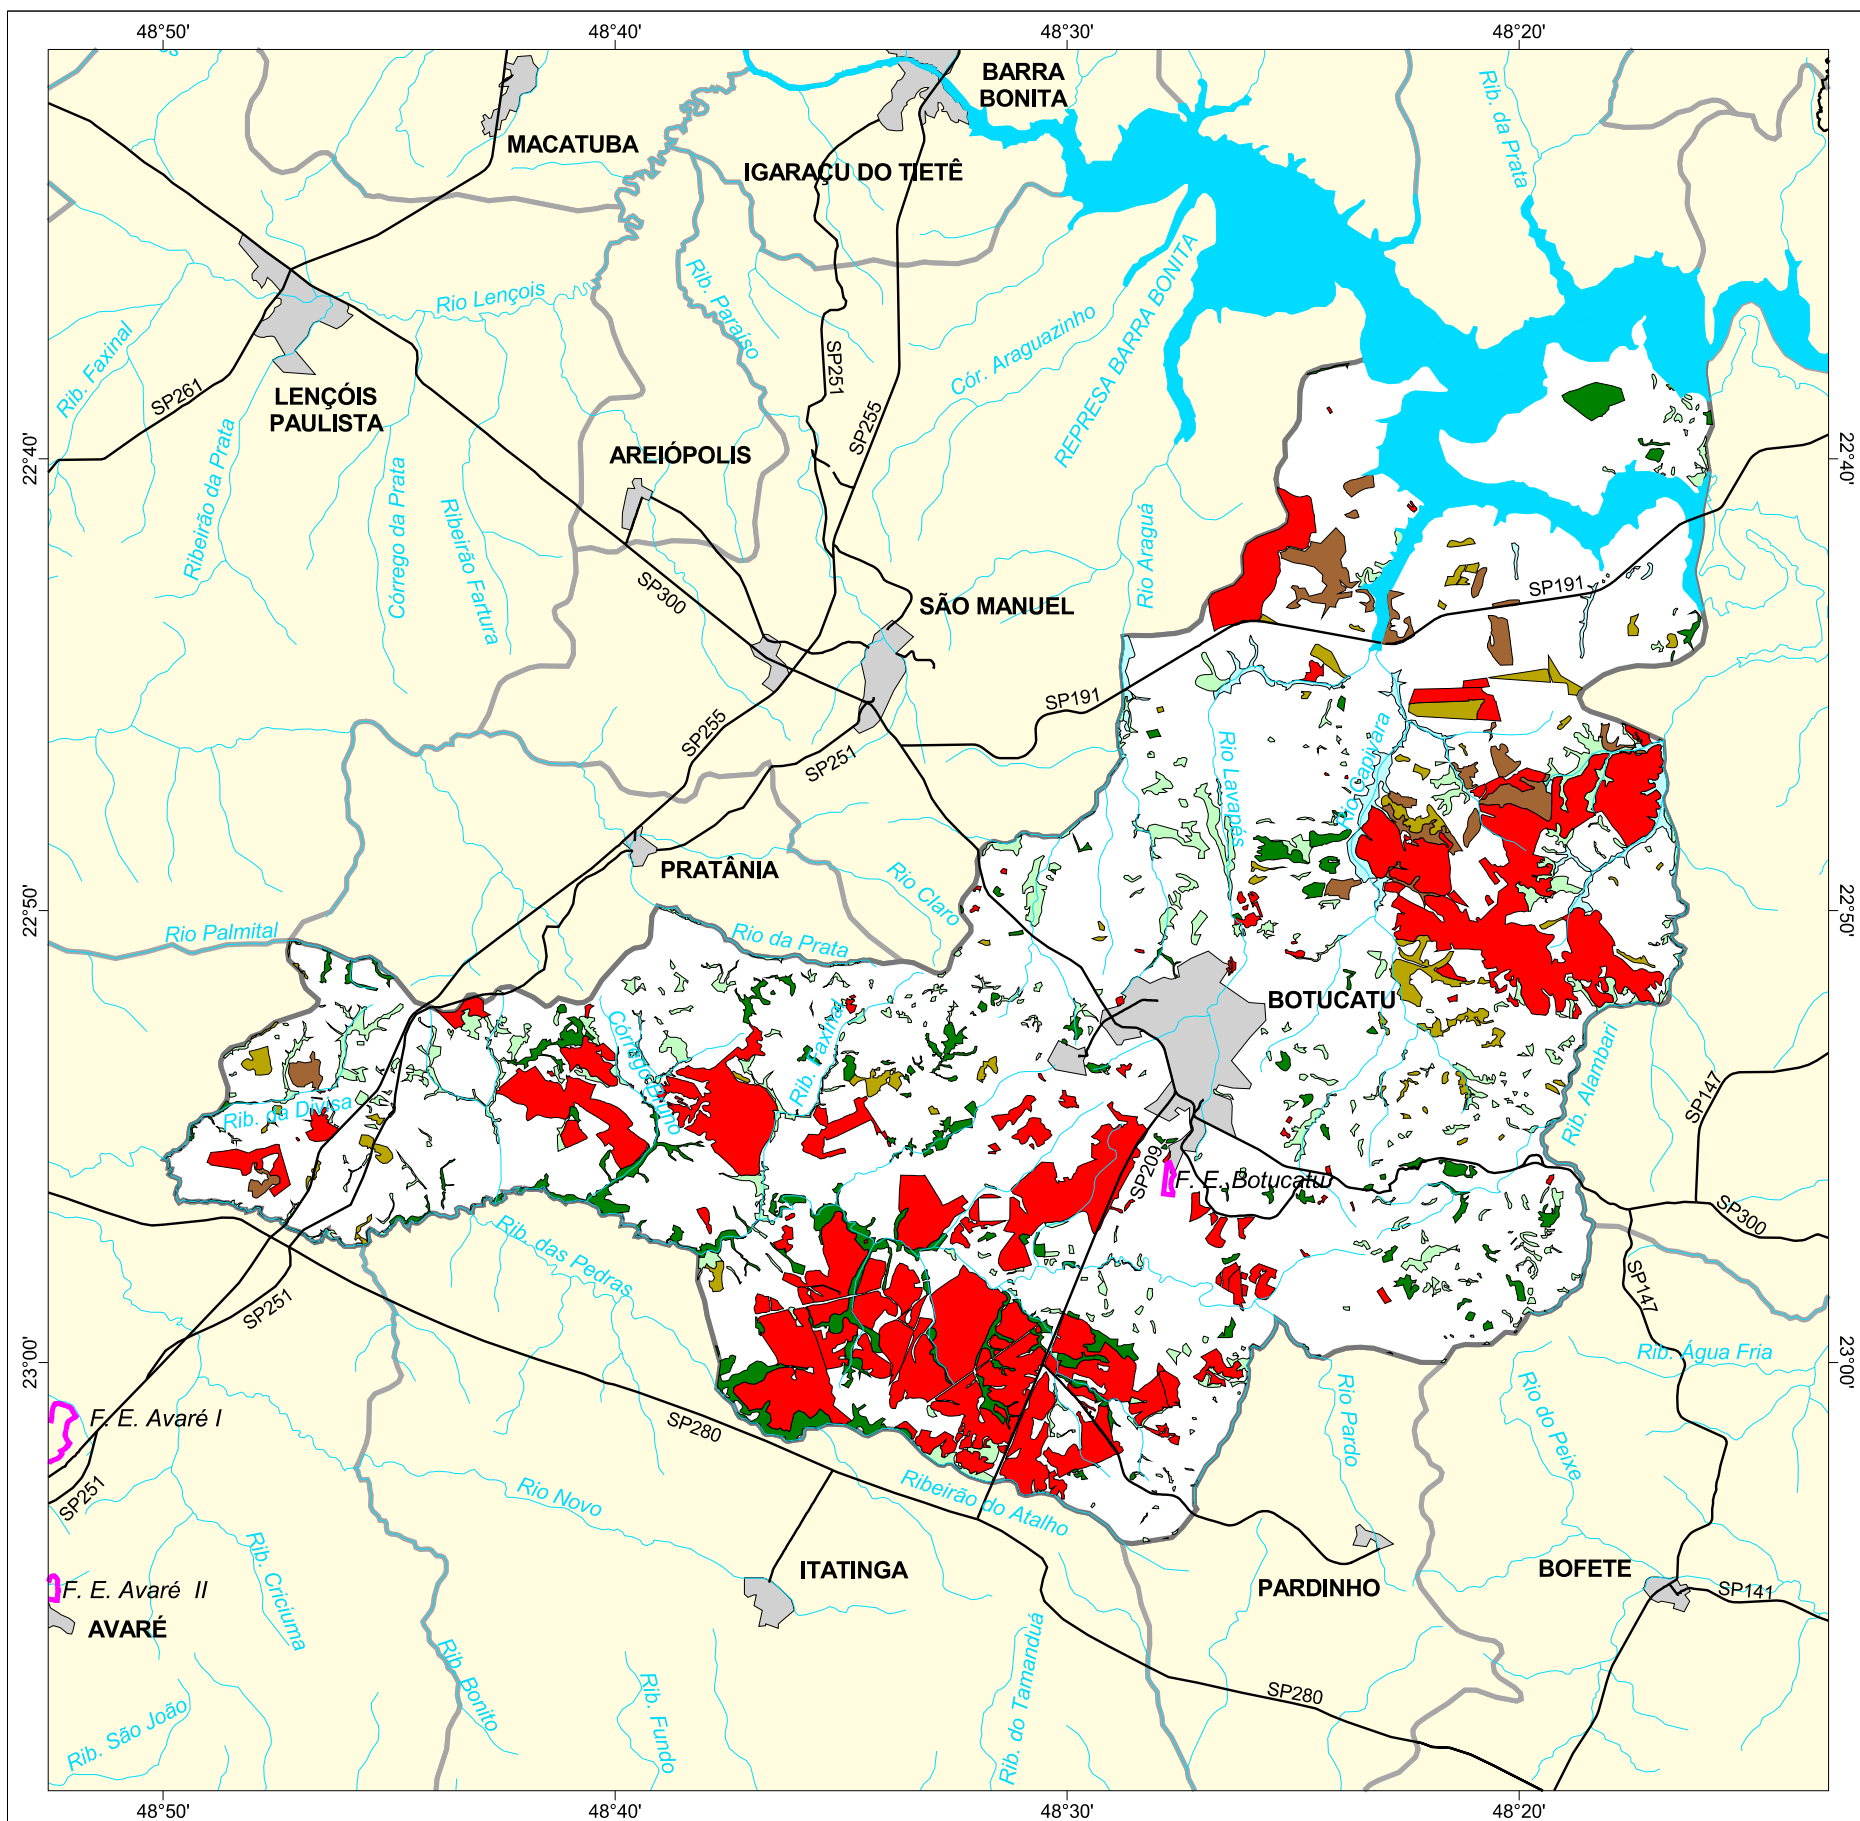 48°50'
48°40'
48°30'
48°20'
BARRA
BONITA
MACATUBA
IGARAÇU DO TIETÊ
Rib. da Prata
Rio Lençois
Rib. Paraíso
Rib. Faxinal
SP261
LENÇÓIS
PAULISTA
SP251
SP255
Cór. Araguazinho
REPRESA BARRA BONITA
22°40'
22°40'
AREIÓPOLIS
Ribeirão da Prata
Córrego da Prata
Ribeirão Fartura
Rio Araguá
SP300
SÃO MANUEL
SP191
SP191
SP255
SP251
Rio Lavapés
Rio Capivara
PRATÂNIA
Rio Claro
22°50'
22°50'
Rio Palmital
Rio da Prata
BOTUCATU
Córrego Bruno
Rib. Faxinal
Rib. da Divisa
Rib. Alambari
SP147
SP209
F. E. Botucatu
SP300
Rib. das Pedras
SP251
SP147
23°00'
23°00'
Rib. Água Fria
F. E. Avaré I
SP280
Rio Pardo
Rio do Peixe
SP251
Rio Novo
Ribeirão do Atalho
Rib. Criciuma
ITATINGA
PARDINHO
BOFETE
SP141
F. E. Avaré II
AVARÉ
Rib. Bonito
Rib. Fundo
Rib. do Tamanduá
SP280
Rib. São João
48°50'
48°40'
48°30'
48°20'